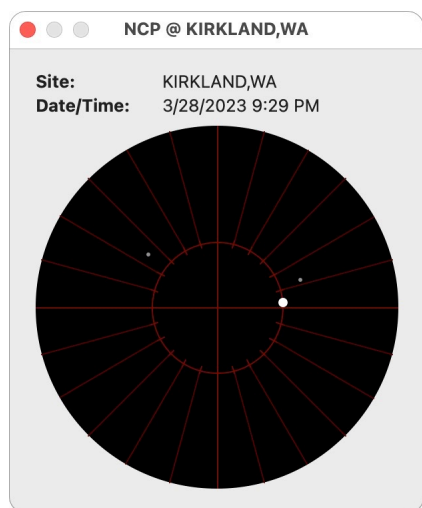 NCP @ KIRKLAND,WA
Site: KIRKLAND,WA
Date/Time: 3/28/2023 9:29 PM